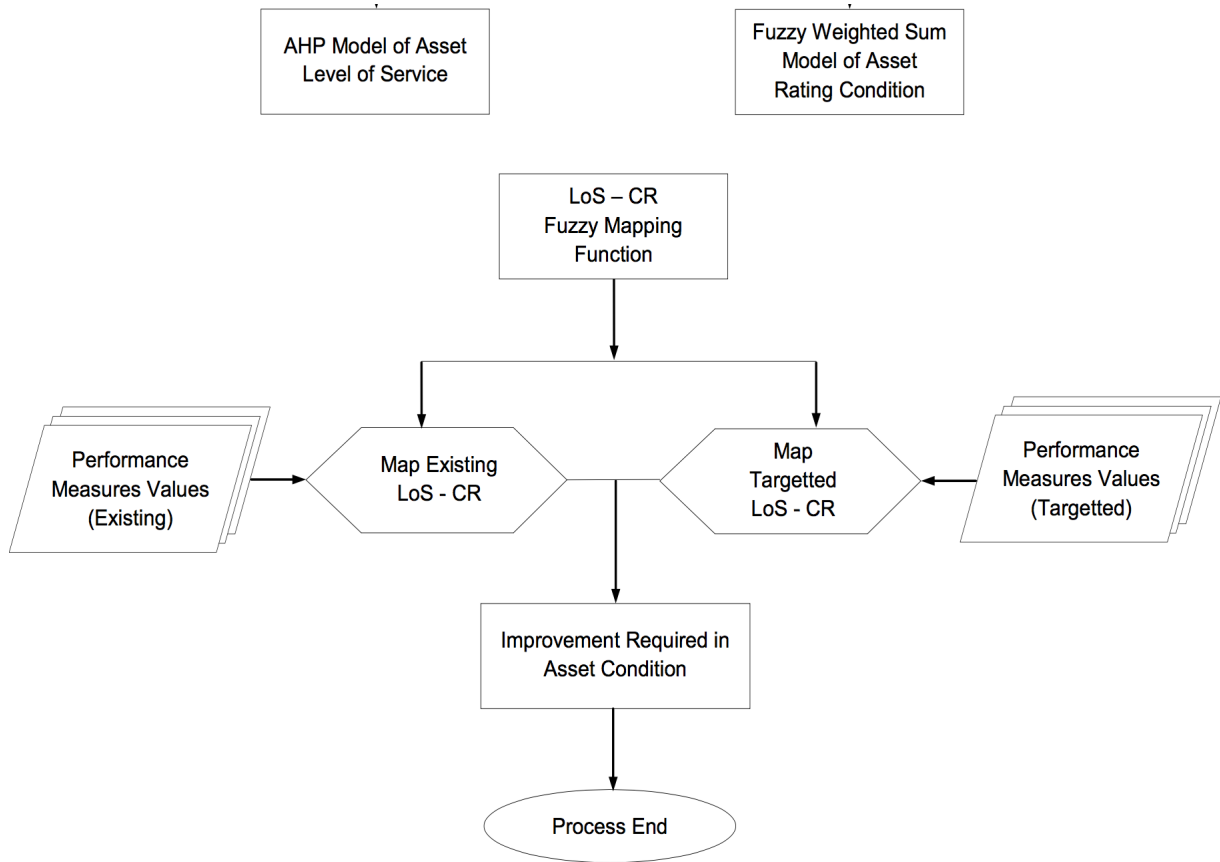 AHP Model of Asset
Level of Service
Fuzzy Weighted Sum
Model of Asset
Rating Condition
LoS – CR
Fuzzy Mapping
Function
Performance
Measures Values
(Existing)
Map Existing
LoS - CR
Map
Targetted
LoS - CR
Performance
Measures Values
(Targetted)
Improvement Required in
Asset Condition
Process End